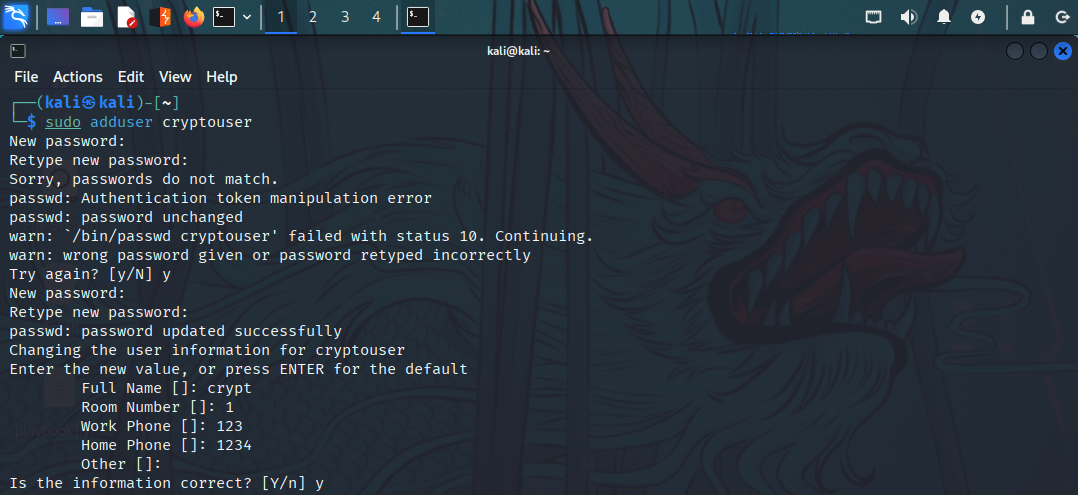 1 2 3 4
kali@kali: ~
File Actions Edit View Help
┌──(kali㉿kali)-[~]
└─$ sudo adduser cryptouser
New password:
Retype new password:
Sorry, passwords do not match.
passwd: Authentication token manipulation error
passwd: password unchanged
warn: `/bin/passwd cryptouser' failed with status 10. Continuing.
warn: wrong password given or password retyped incorrectly
Try again? [y/N] y
New password:
Retype new password:
passwd: password updated successfully
Changing the user information for cryptouser
Enter the new value, or press ENTER for the default
Full Name []: crypt
Room Number []: 1
Work Phone []: 123
Home Phone []: 1234
Other []:
Is the information correct? [Y/n] y